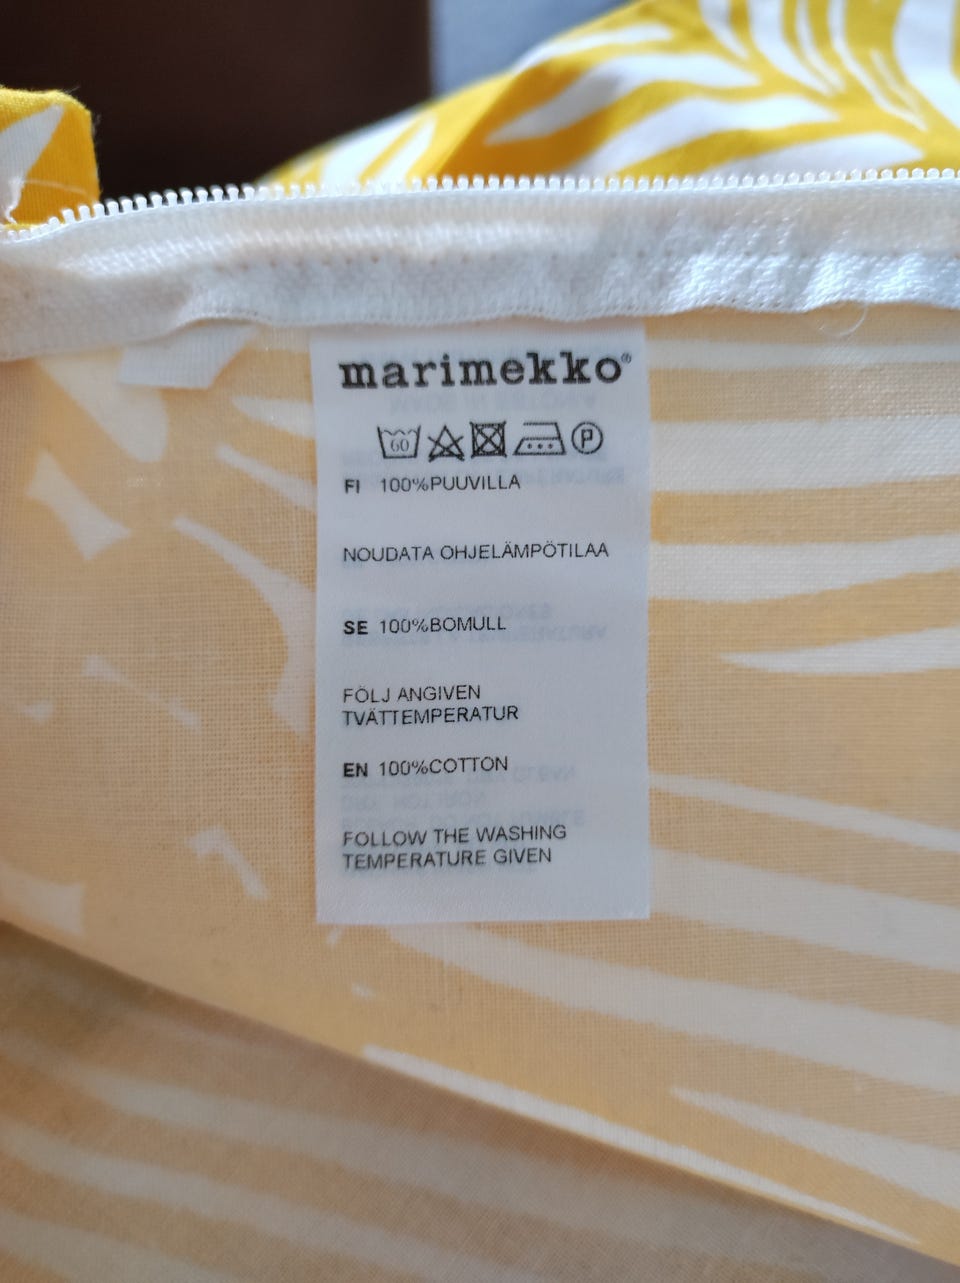 marimekko®
60 P
FI 100%PUUVILLA
NOUDATA OHJELÄMPÖTILAA
SE 100%BOMULL
FÖLJ ANGIVEN
TVÄTTEMPERATUR
EN 100%COTTON
FOLLOW THE WASHING
TEMPERATURE GIVEN